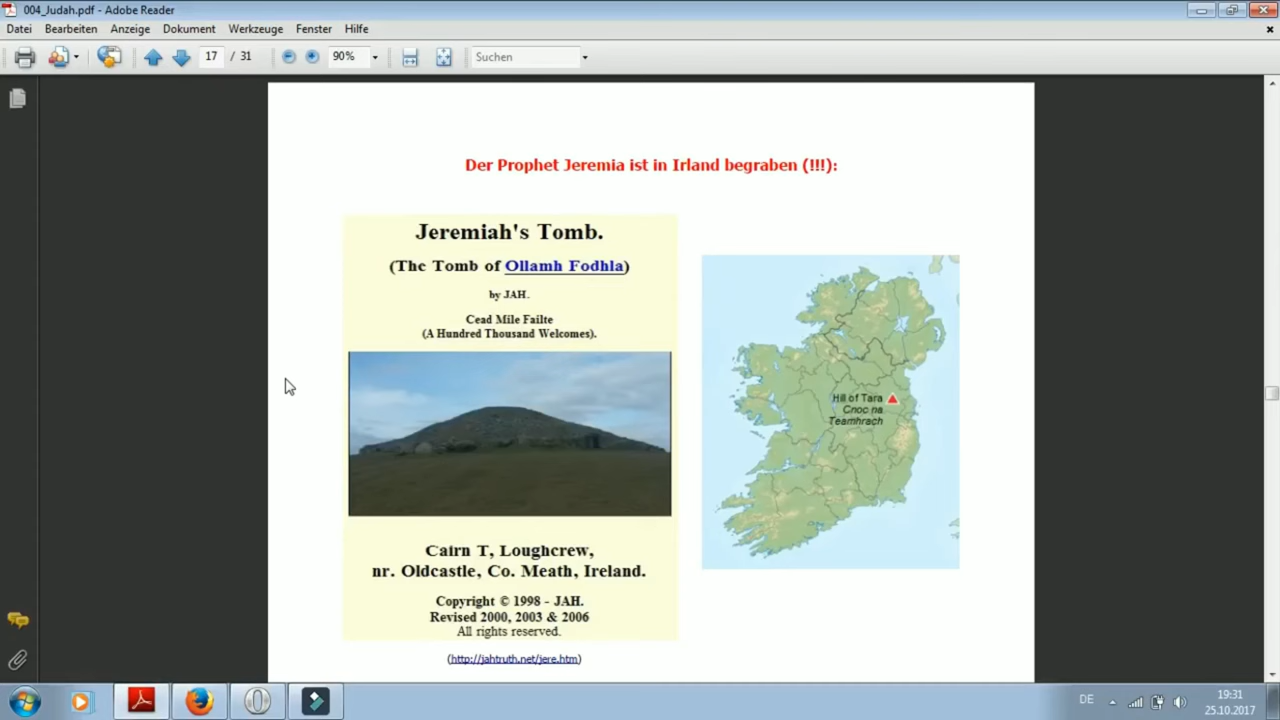 004_Judah.pdf - Adobe Reader
Datei Bearbeiten Anzeige Dokument Werkzeuge Fenster Hilfe
17 / 31 90% Suchen
Der Prophet Jeremia ist in Irland begraben (!!!):
Jeremiah's Tomb.
(The Tomb of Ollamh Fodhla)
by JAH.
Cead Mile Failte
(A Hundred Thousand Welcomes).
Hill of Tara
Cnoc na
Teamhrach
Cairn T, Loughcrew,
nr. Oldcastle, Co. Meath, Ireland.
Copyright © 1998 - JAH.
Revised 2000, 2003 & 2006
All rights reserved.
(http://jahtruth.net/jere.htm)
DE
19:31
25.10.2017